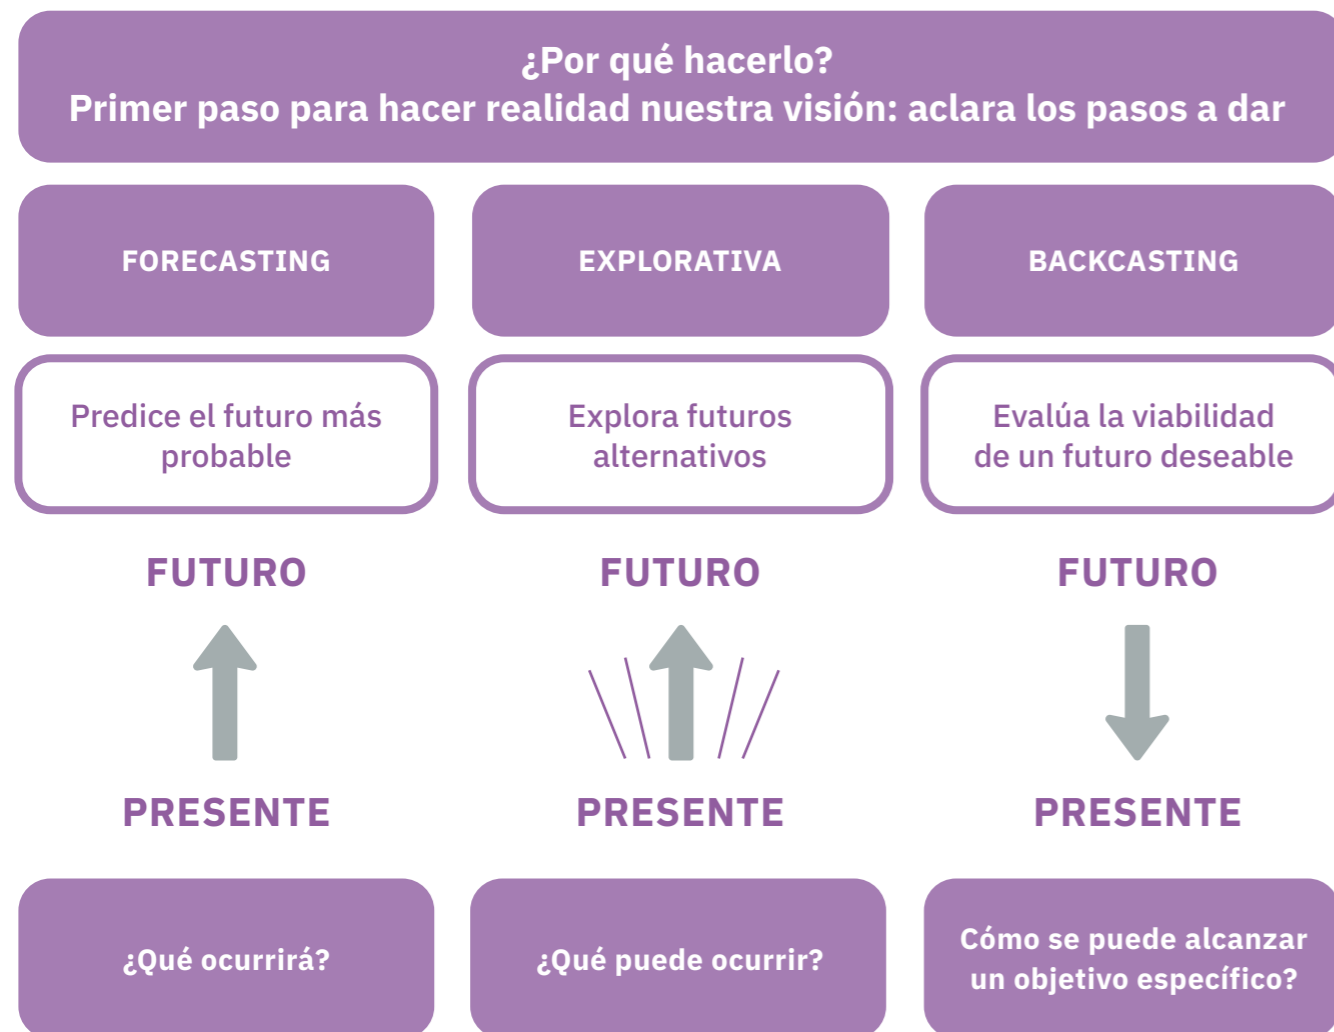 ¿Por qué hacerlo?
Primer paso para hacer realidad nuestra visión: aclara los pasos a dar
FORECASTING
EXPLORATIVA
BACKCASTING
Predice el futuro más
probable
Explora futuros
alternativos
Evalúa la viabilidad
de un futuro deseable
FUTURO
FUTURO
FUTURO
PRESENTE
PRESENTE
PRESENTE
¿Qué ocurrirá?
¿Qué puede ocurrir?
Cómo se puede alcanzar
un objetivo específico?